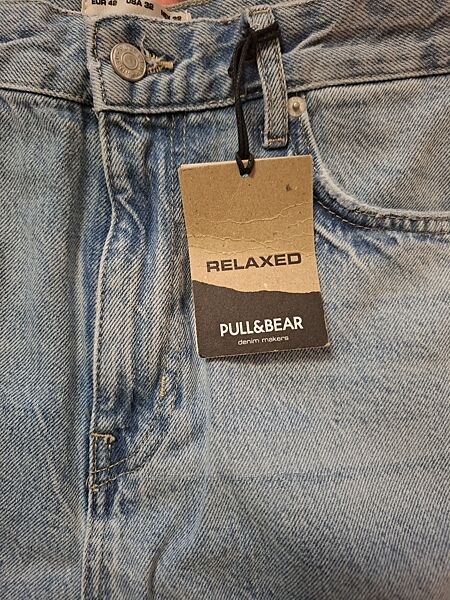 EUR 42 USA 32
RELAXED
PULL&BEAR
denim makers